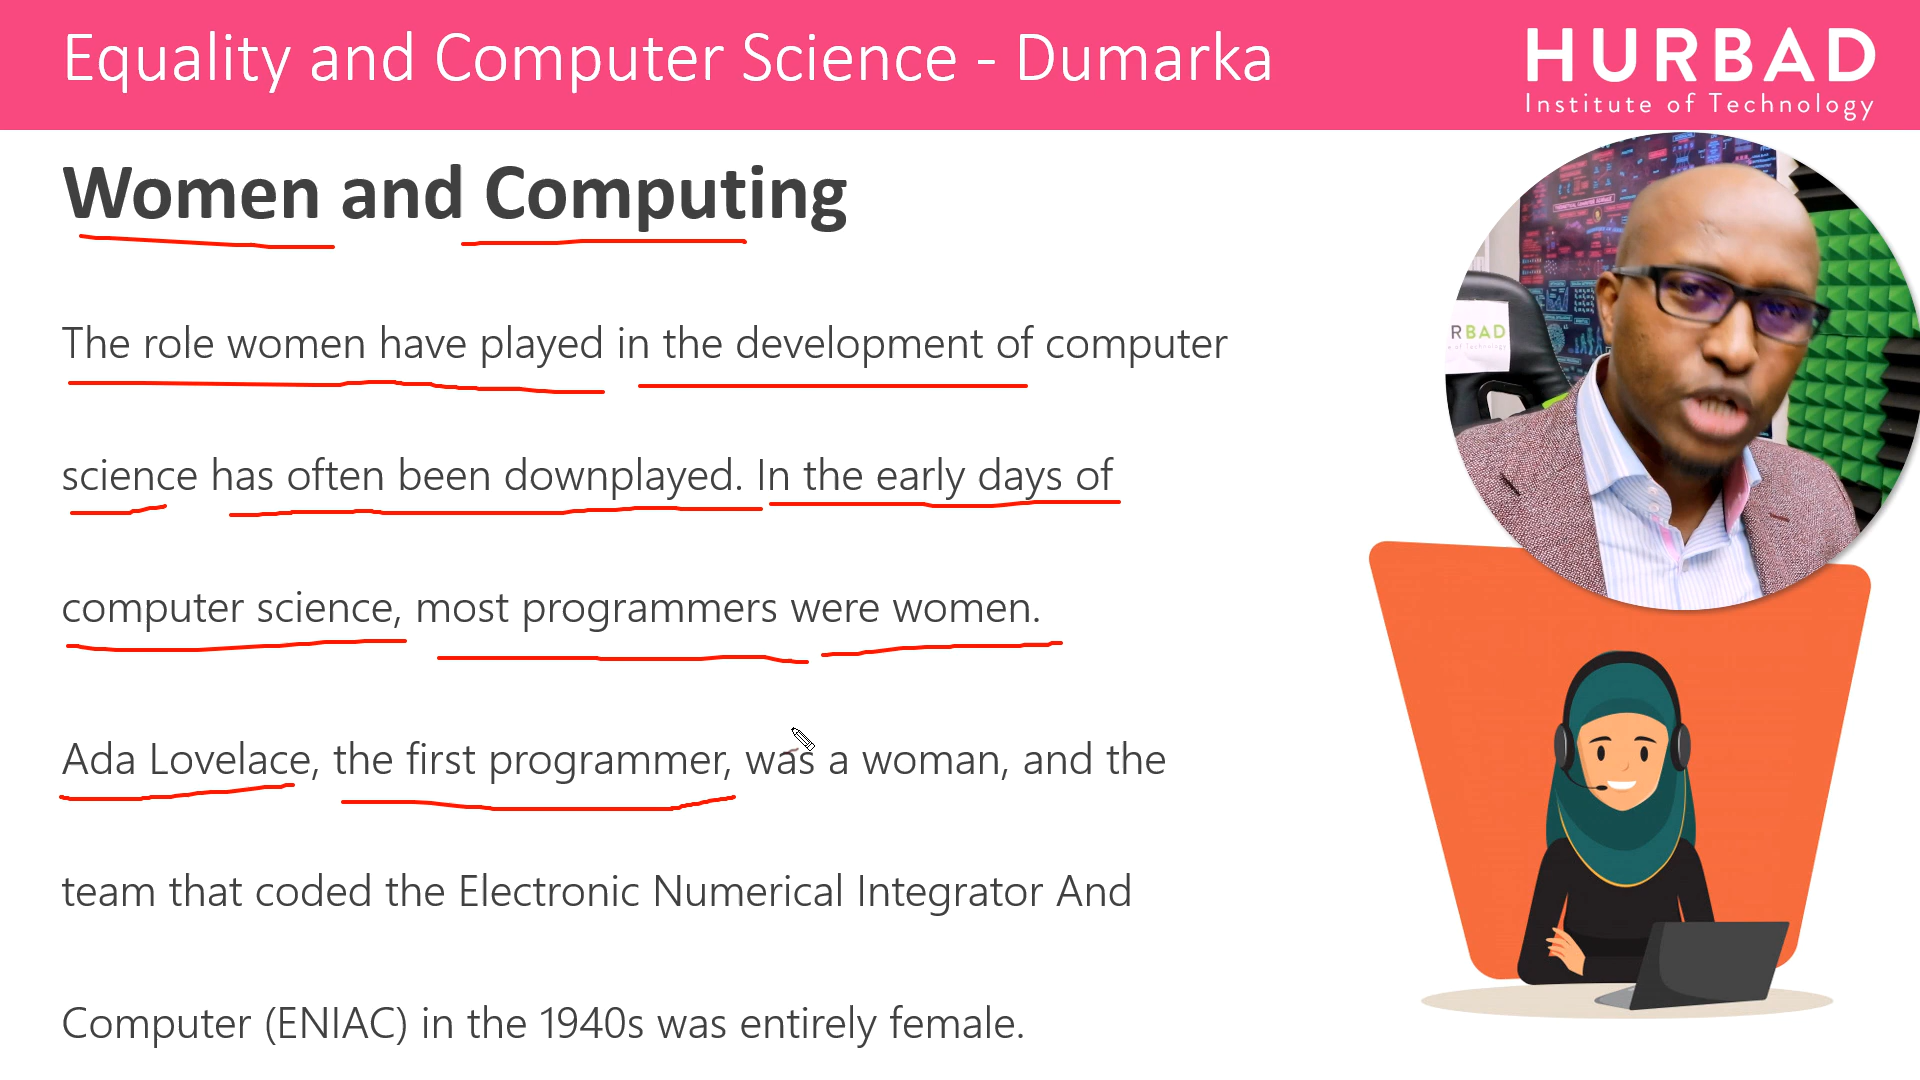 Equality and Computer Science - Dumarka
HURBAD
Institute of Technology
Women and Computing
RBAD
e of Technology
The role women have played in the development of computer
science has often been downplayed. In the early days of
computer science, most programmers were women.
Ada Lovelace, the first programmer, was a woman, and the
team that coded the Electronic Numerical Integrator And
Computer (ENIAC) in the 1940s was entirely female.